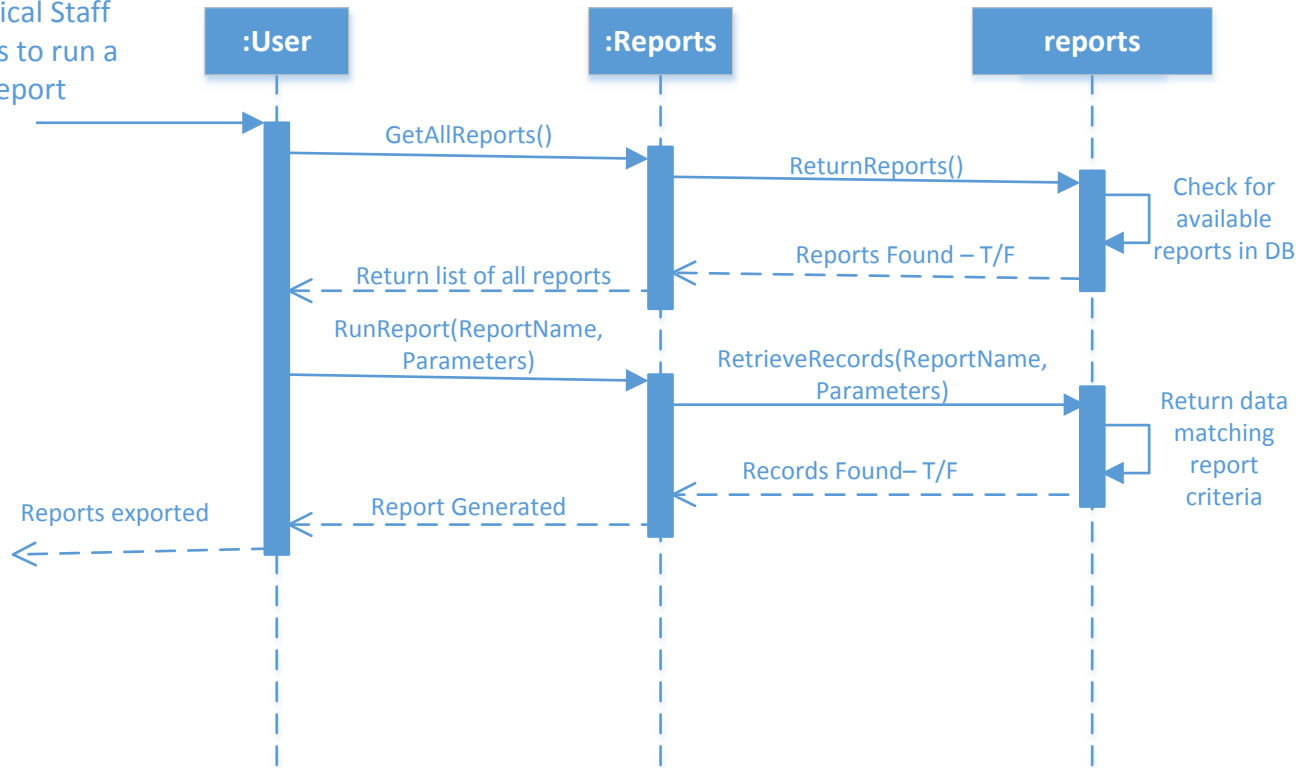 ical Staff
s to run a
eport
:User
:Reports
reports
GetAllReports()
ReturnReports()
Check for
available
reports in DB
Reports Found – T/F
Return list of all reports
RunReport(ReportName,
Parameters)
RetrieveRecords(ReportName,
Parameters)
Return data
matching
report
criteria
Records Found– T/F
Report Generated
Reports exported